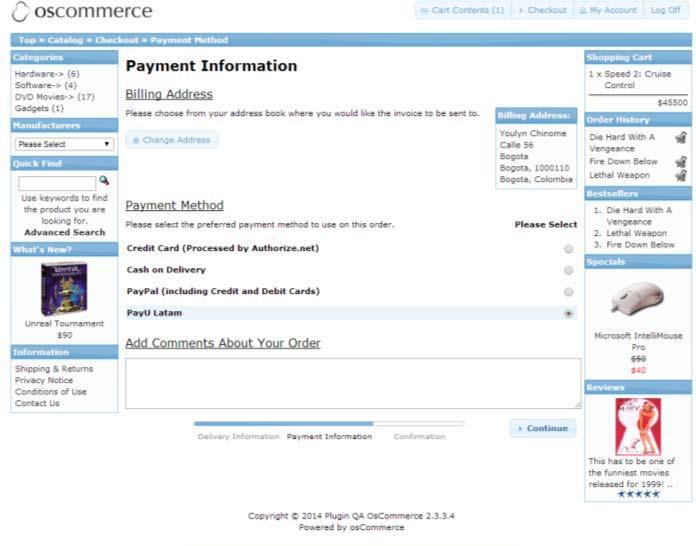 oscommerce
Cart Contents (1)
Checkout
My Account
Log Off
Top » Catalog » Checkout » Payment Method
Categories
Hardware-> (6)
Software-> (4)
DVD Movies-> (17)
Gadgets (1)
Manufacturers
Please Select
Quick Find
Use keywords to find
the product you are
looking for.
Advanced Search
What's New?
Unreal
Unreal Tournament
$90
Information
Shipping & Returns
Privacy Notice
Conditions of Use
Contact Us
Payment Information
Billing Address
Please choose from your address book where you would like the invoice to be sent to.
Change Address
Billing Address:
Youlyn Chinome
Calle 56
Bogota
Bogota, 1000110
Bogota, Colombia
Payment Method
Please select the preferred payment method to use on this order.
Please Select
Credit Card (Processed by Authorize.net)
Cash on Delivery
PayPal (including Credit and Debit Cards)
PayU Latam
Add Comments About Your Order
Continue
Delivery Information
Payment Information
Confirmation
Shopping Cart
1 x Speed 2: Cruise
Control
$45500
Order History
Die Hard With A
Vengeance
Fire Down Below
Lethal Weapon
Bestsellers
1. Die Hard With A
Vengeance
2. Lethal Weapon
3. Fire Down Below
Specials
Microsoft IntelliMouse
Pro
$50
$40
Reviews
This has to be one of
the funniest movies
released for 1999! ..
Copyright © 2014 Plugin QA OsCommerce 2.3.3.4
Powered by osCommerce